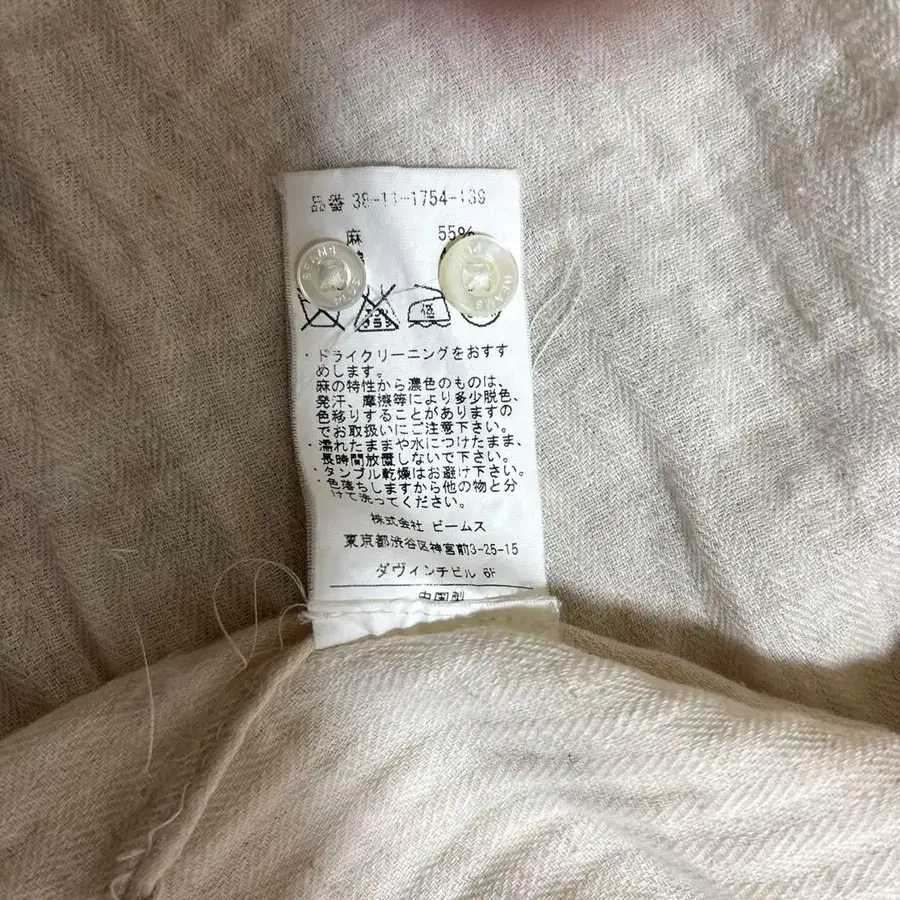 品番 38-11-1754-139
麻 55%
BEAMS
BEAMS PL
低
・ドライクリーニングをおすす
めします。
麻の特性から濃色のものは、
発汗、摩擦等により多少脱色、
色移りすることがありますの
でお取扱いにご注意下さい。
・濡れたままや水につけたまま、
長時間放置しないで下さい。
・タンブル乾燥はお避け下さい。
・色落ちしますから他の物と分
けて洗ってください。
株式会社 ビームス
東京都渋谷区神宮前3-25-15
ダヴィンチビル 6F
中国製